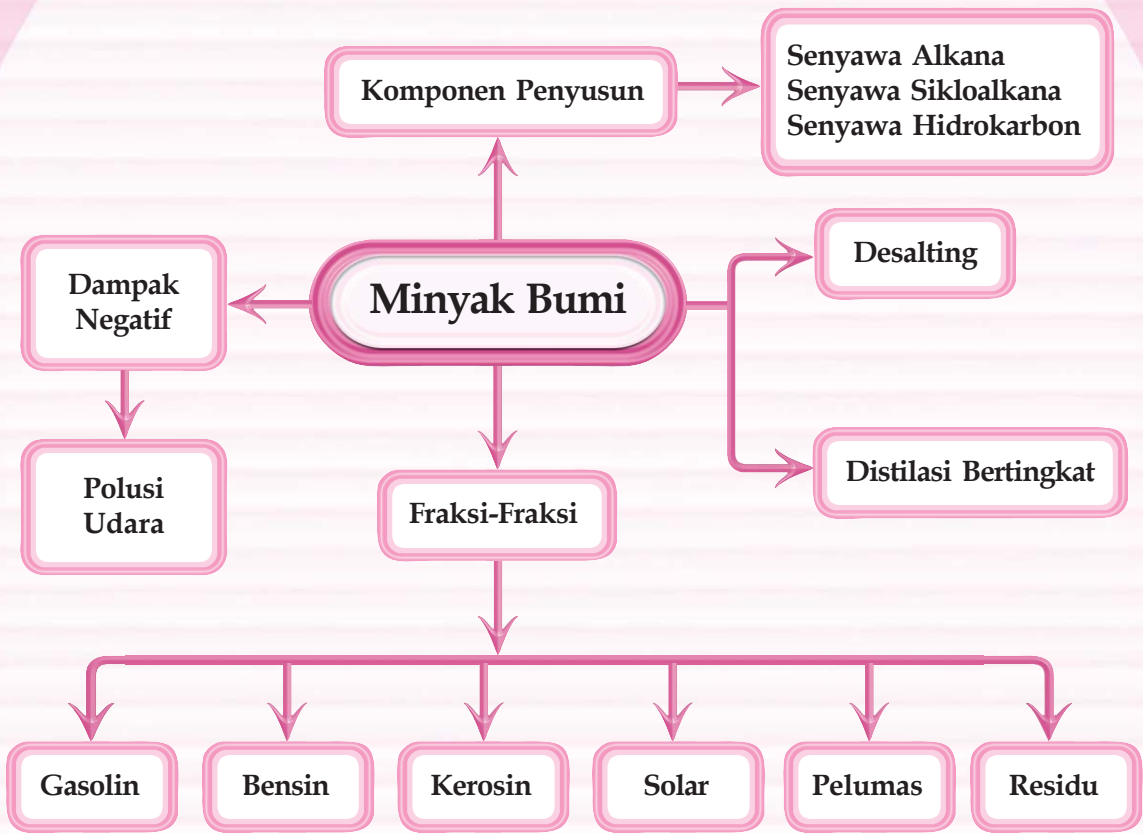 Komponen Penyusun
Senyawa Alkana
Senyawa Sikloalkana
Senyawa Hidrokarbon
Dampak
Negatif
Minyak Bumi
Desalting
Polusi
Udara
Fraksi-Fraksi
Distilasi Bertingkat
Gasolin
Bensin
Kerosin
Solar
Pelumas
Residu